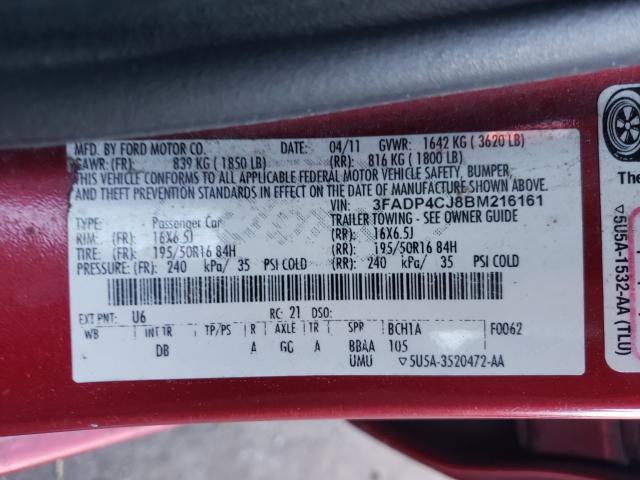 MFD. BY FORD MOTOR CO. DATE: 04/11 GVWR: 1642 KG ( 3620 LB)
GAWR: (FR): 839 KG ( 1850 LB) (RR): 816 KG ( 1800 LB)
THIS VEHICLE CONFORMS TO ALL APPLICABLE FEDERAL MOTOR VEHICLE SAFETY, BUMPER,
AND THEFT PREVENTION STANDARDS IN EFFECT ON THE DATE OF MANUFACTURE SHOWN ABOVE.
VIN: 3FADP4CJ8BM216161
TYPE: Passenger Car TRAILER TOWING - SEE OWNER GUIDE
RIM: (FR): 16X6.5J (RR): 16X6.5J
TIRE: (FR): 195/50R16 84H (RR): 195/50R16 84H
PRESSURE: (FR): 240 kPa/ 35 PSI COLD (RR): 240 kPa/ 35 PSI COLD
EXT PNT: U6 RC: 21 DSO:
WB INT TR TP/PS R AXLE TR SPR BCH1A F0062
DB A GC A BBAA 105
UMU ▽5U5A-3520472-AA
The
▽5U5A-1532-AA (TLU)